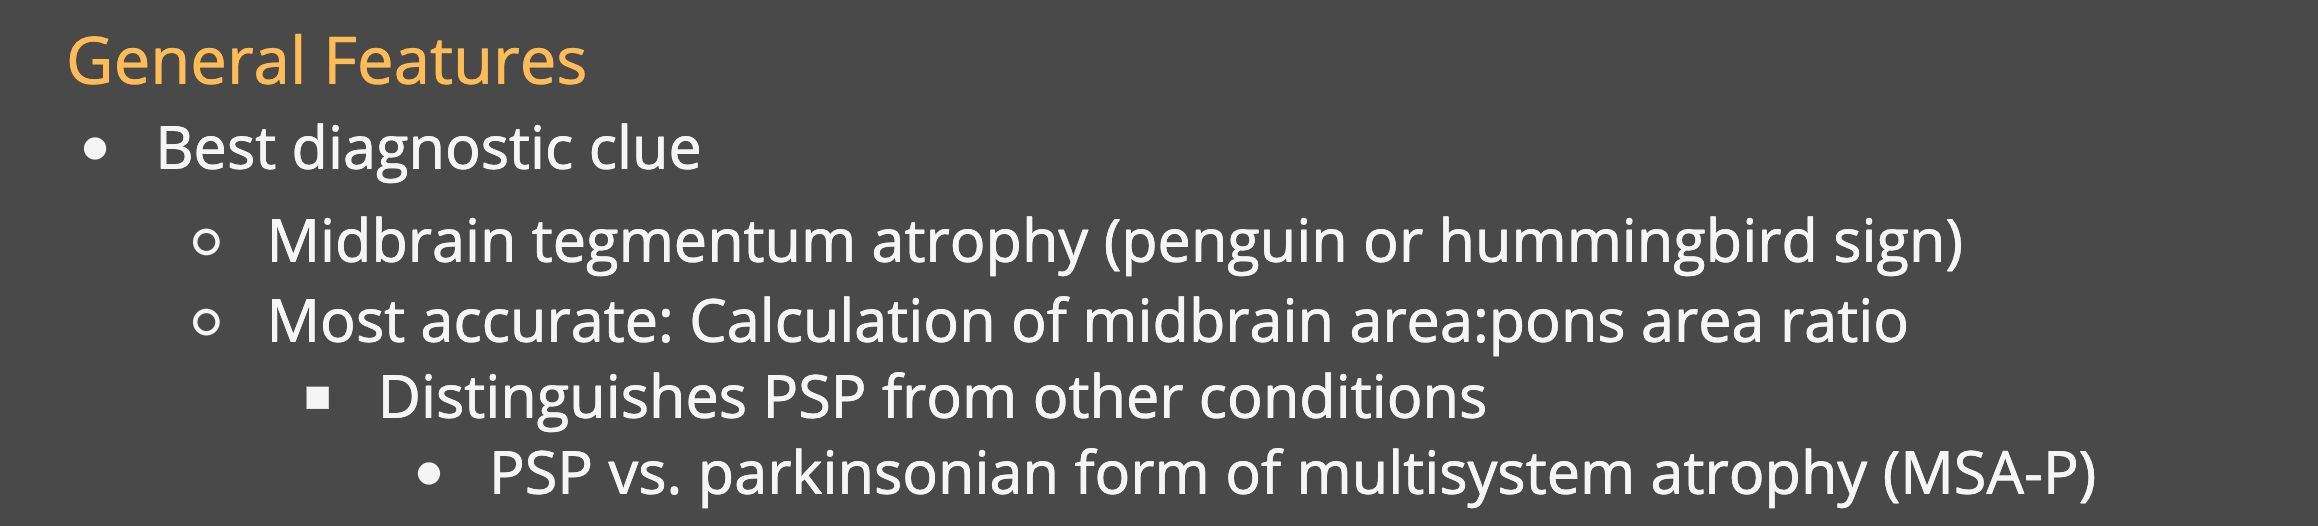 General Features
● Best diagnostic clue
○ Midbrain tegmentum atrophy (penguin or hummingbird sign)
○ Most accurate: Calculation of midbrain area:pons area ratio
■ Distinguishes PSP from other conditions
● PSP vs. parkinsonian form of multisystem atrophy (MSA-P)